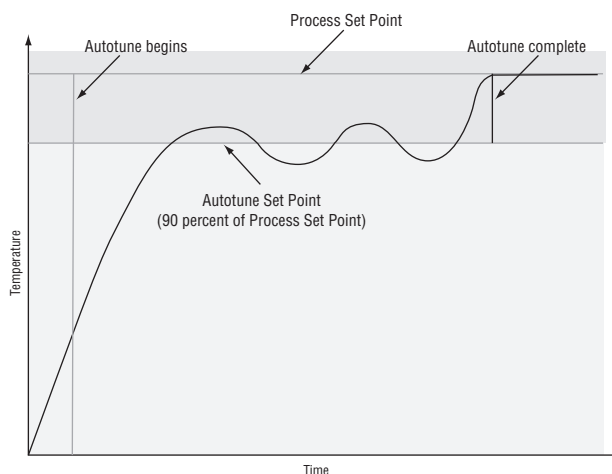 Process Set Point
Autotune begins
Autotune complete
Autotune Set Point
(90 percent of Process Set Point)
Temperature
Time